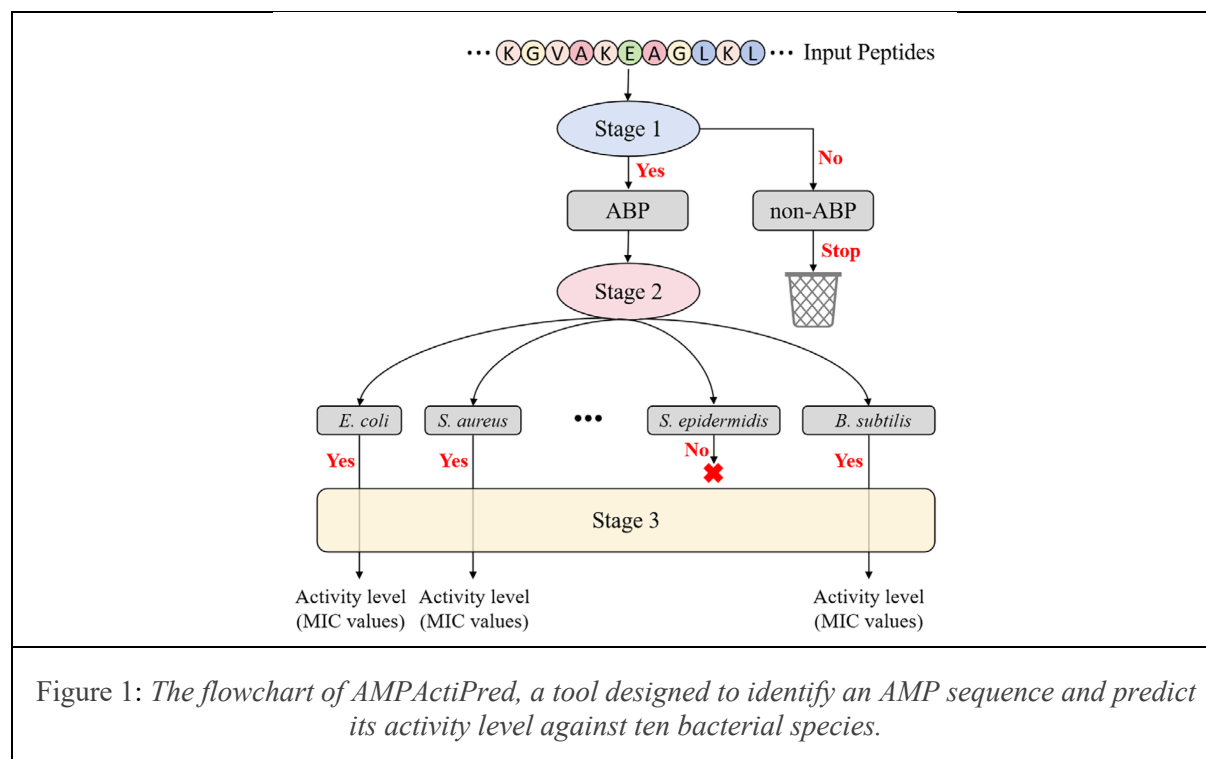 ••• K G V A K E A G L K L ••• Input Peptides
Stage 1
Yes
No
ABP
non-ABP
Stop
Stage 2
E. coli
S. aureus
•••
S. epidermidis
B. subtilis
Yes
Yes
No
Yes
Stage 3
Activity level
(MIC values)
Activity level
(MIC values)
Activity level
(MIC values)
Figure 1: The flowchart of AMPActiPred, a tool designed to identify an AMP sequence and predict
its activity level against ten bacterial species.